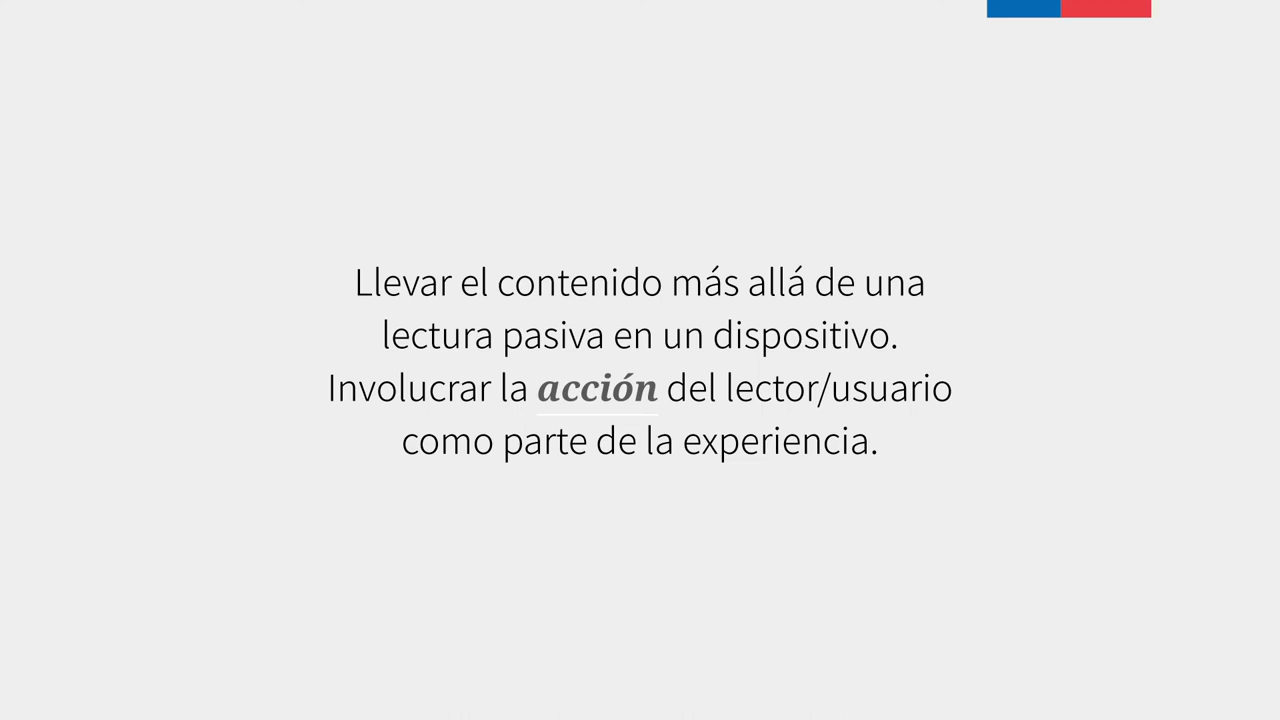 Llevar el contenido más allá de una
lectura pasiva en un dispositivo.
Involucrar la acción del lector/usuario
como parte de la experiencia.